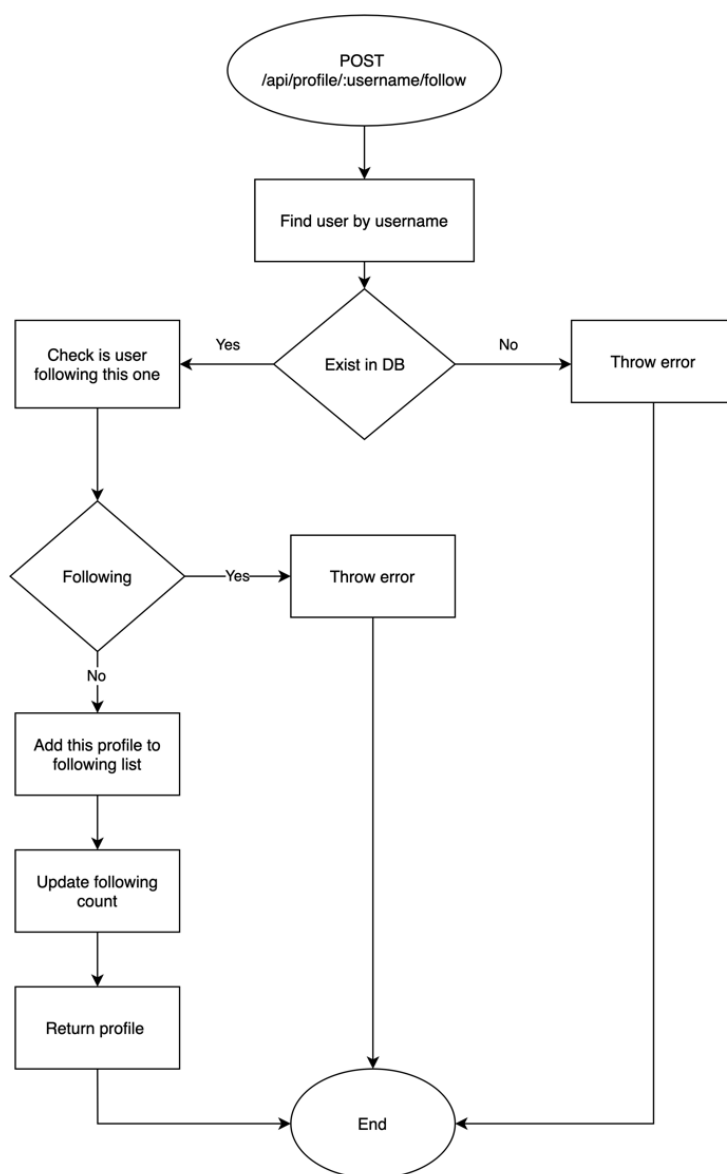 POST
/api/profile/:username/follow
Find user by username
Check is user
following this one
Yes
Exist in DB
No
Throw error
Following
Yes
Throw error
No
Add this profile to
following list
Update following
count
Return profile
End